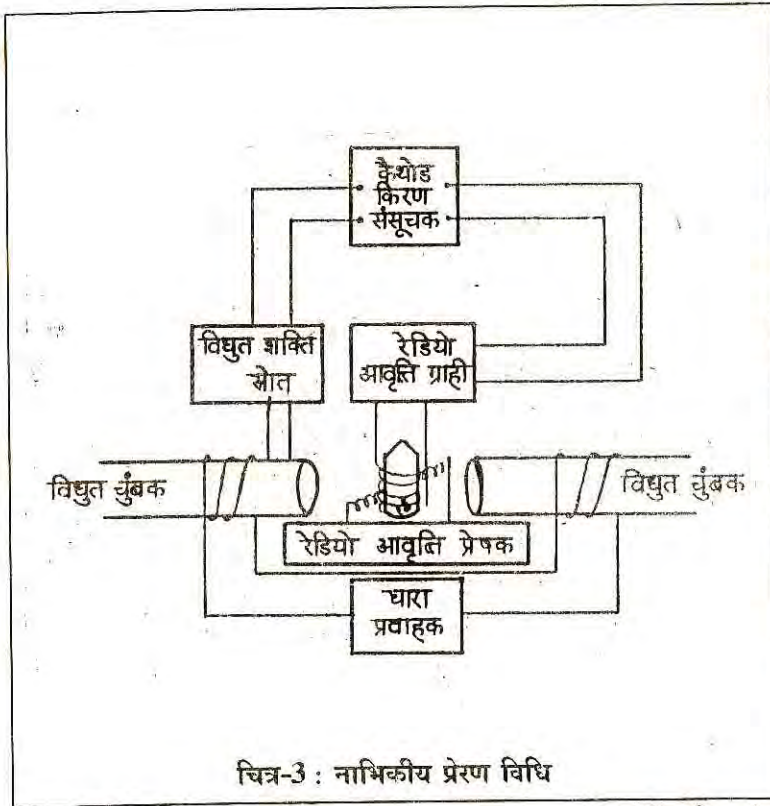 कैथोड
किरण
संसूचक
विधुत शक्ति
स्रोत
रेडियो
आवृत्ति ग्राही
विधुत चुंबक
विधुत चुंबक
रेडियो आवृत्ति प्रेषक
धारा
प्रवाहक
चित्र-3 : नाभिकीय प्रेरण विधि